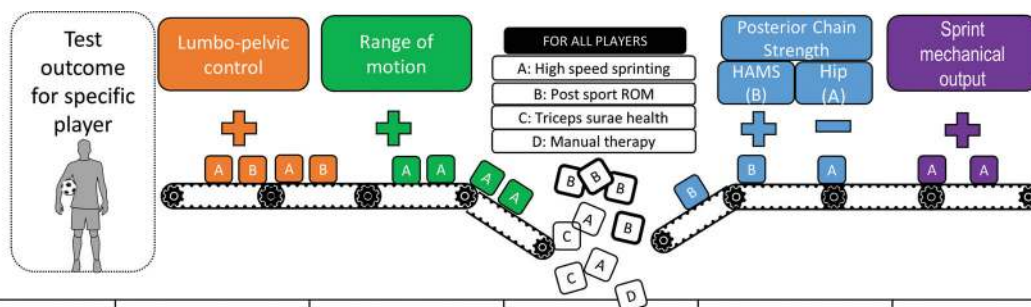 Test
outcome
for specific
player
Lumbo-pelvic
control
Range of
motion
FOR ALL PLAYERS
A: High speed sprinting
B: Post sport ROM
C: Triceps surae health
D: Manual therapy
Posterior Chain
Strength
HAMS
(B)
Hip
(A)
Sprint
mechanical
output
A B A B
A A
A A
B B B
A B
C
A
C
D
B
B
A
A A